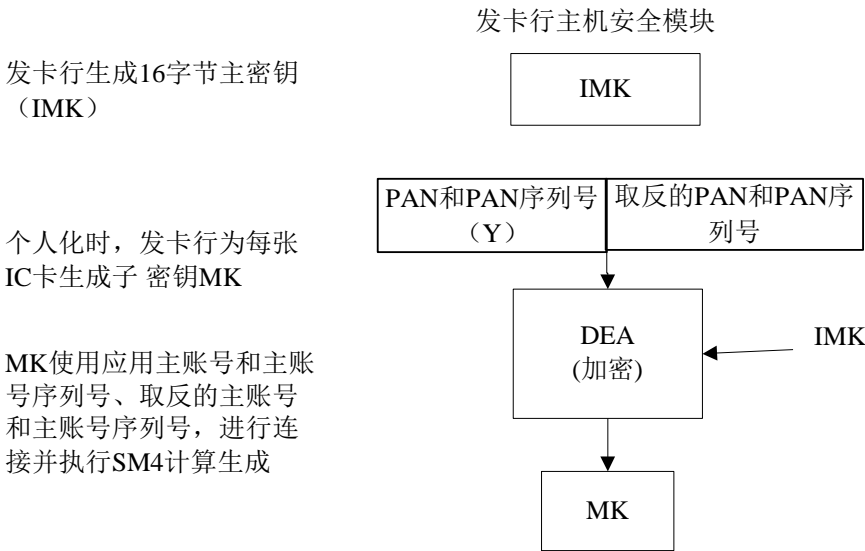 发卡行主机安全模块
发卡行生成16字节主密钥
（IMK）
IMK
PAN和PAN序列号
（Y）
取反的PAN和PAN序
列号
个人化时，发卡行为每张
IC卡生成子 密钥MK
DEA
(加密)
IMK
MK使用应用主账号和主账
号序列号、取反的主账号
和主账号序列号，进行连
接并执行SM4计算生成
MK